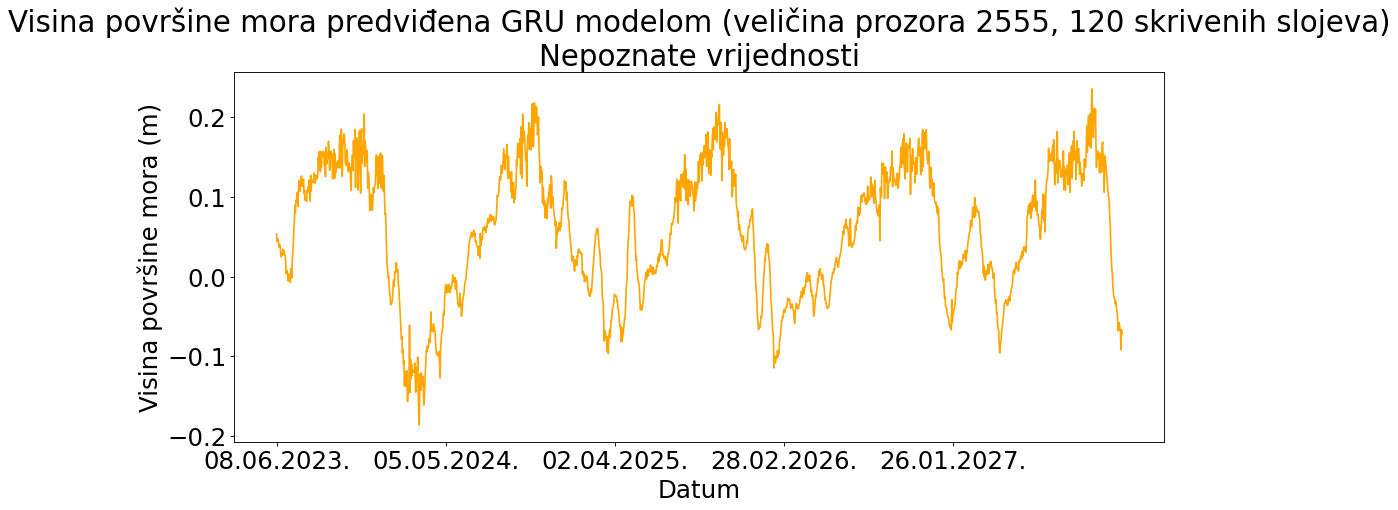 Visina površine mora predviđena GRU modelom (veličina prozora 2555, 120 skrivenih slojeva)
Nepoznate vrijednosti
Visina površine mora (m)
0.2
0.1
0.0
−0.1
−0.2
08.06.2023. 05.05.2024. 02.04.2025. 28.02.2026. 26.01.2027.
Datum